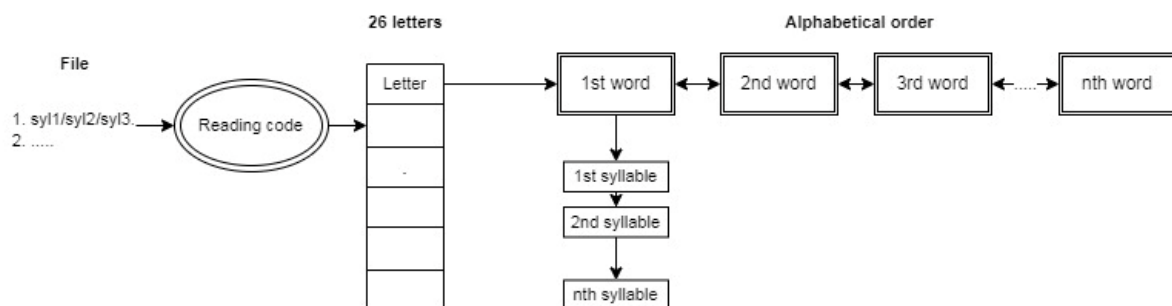 26 letters
Alphabetical order
File
Letter
1st word
2nd word
3rd word
.....
nth word
1. syl1/syl2/syl3.
2. .....
Reading code
.
1st syllable
2nd syllable
nth syllable